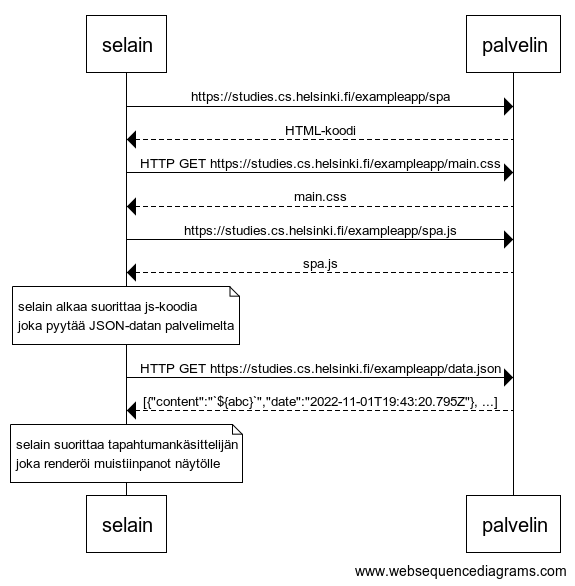 selain
palvelin
https://studies.cs.helsinki.fi/exampleapp/spa
HTML-koodi
HTTP GET https://studies.cs.helsinki.fi/exampleapp/main.css
main.css
https://studies.cs.helsinki.fi/exampleapp/spa.js
spa.js
selain alkaa suorittaa js-koodia
joka pyytää JSON-datan palvelimelta
HTTP GET https://studies.cs.helsinki.fi/exampleapp/data.json
[{"content":"`${abc}`","date":"2022-11-01T19:43:20.795Z"}, ...]
selain suorittaa tapahtumankäsittelijän
joka renderöi muistiinpanot näytölle
selain
palvelin
www.websequencediagrams.com